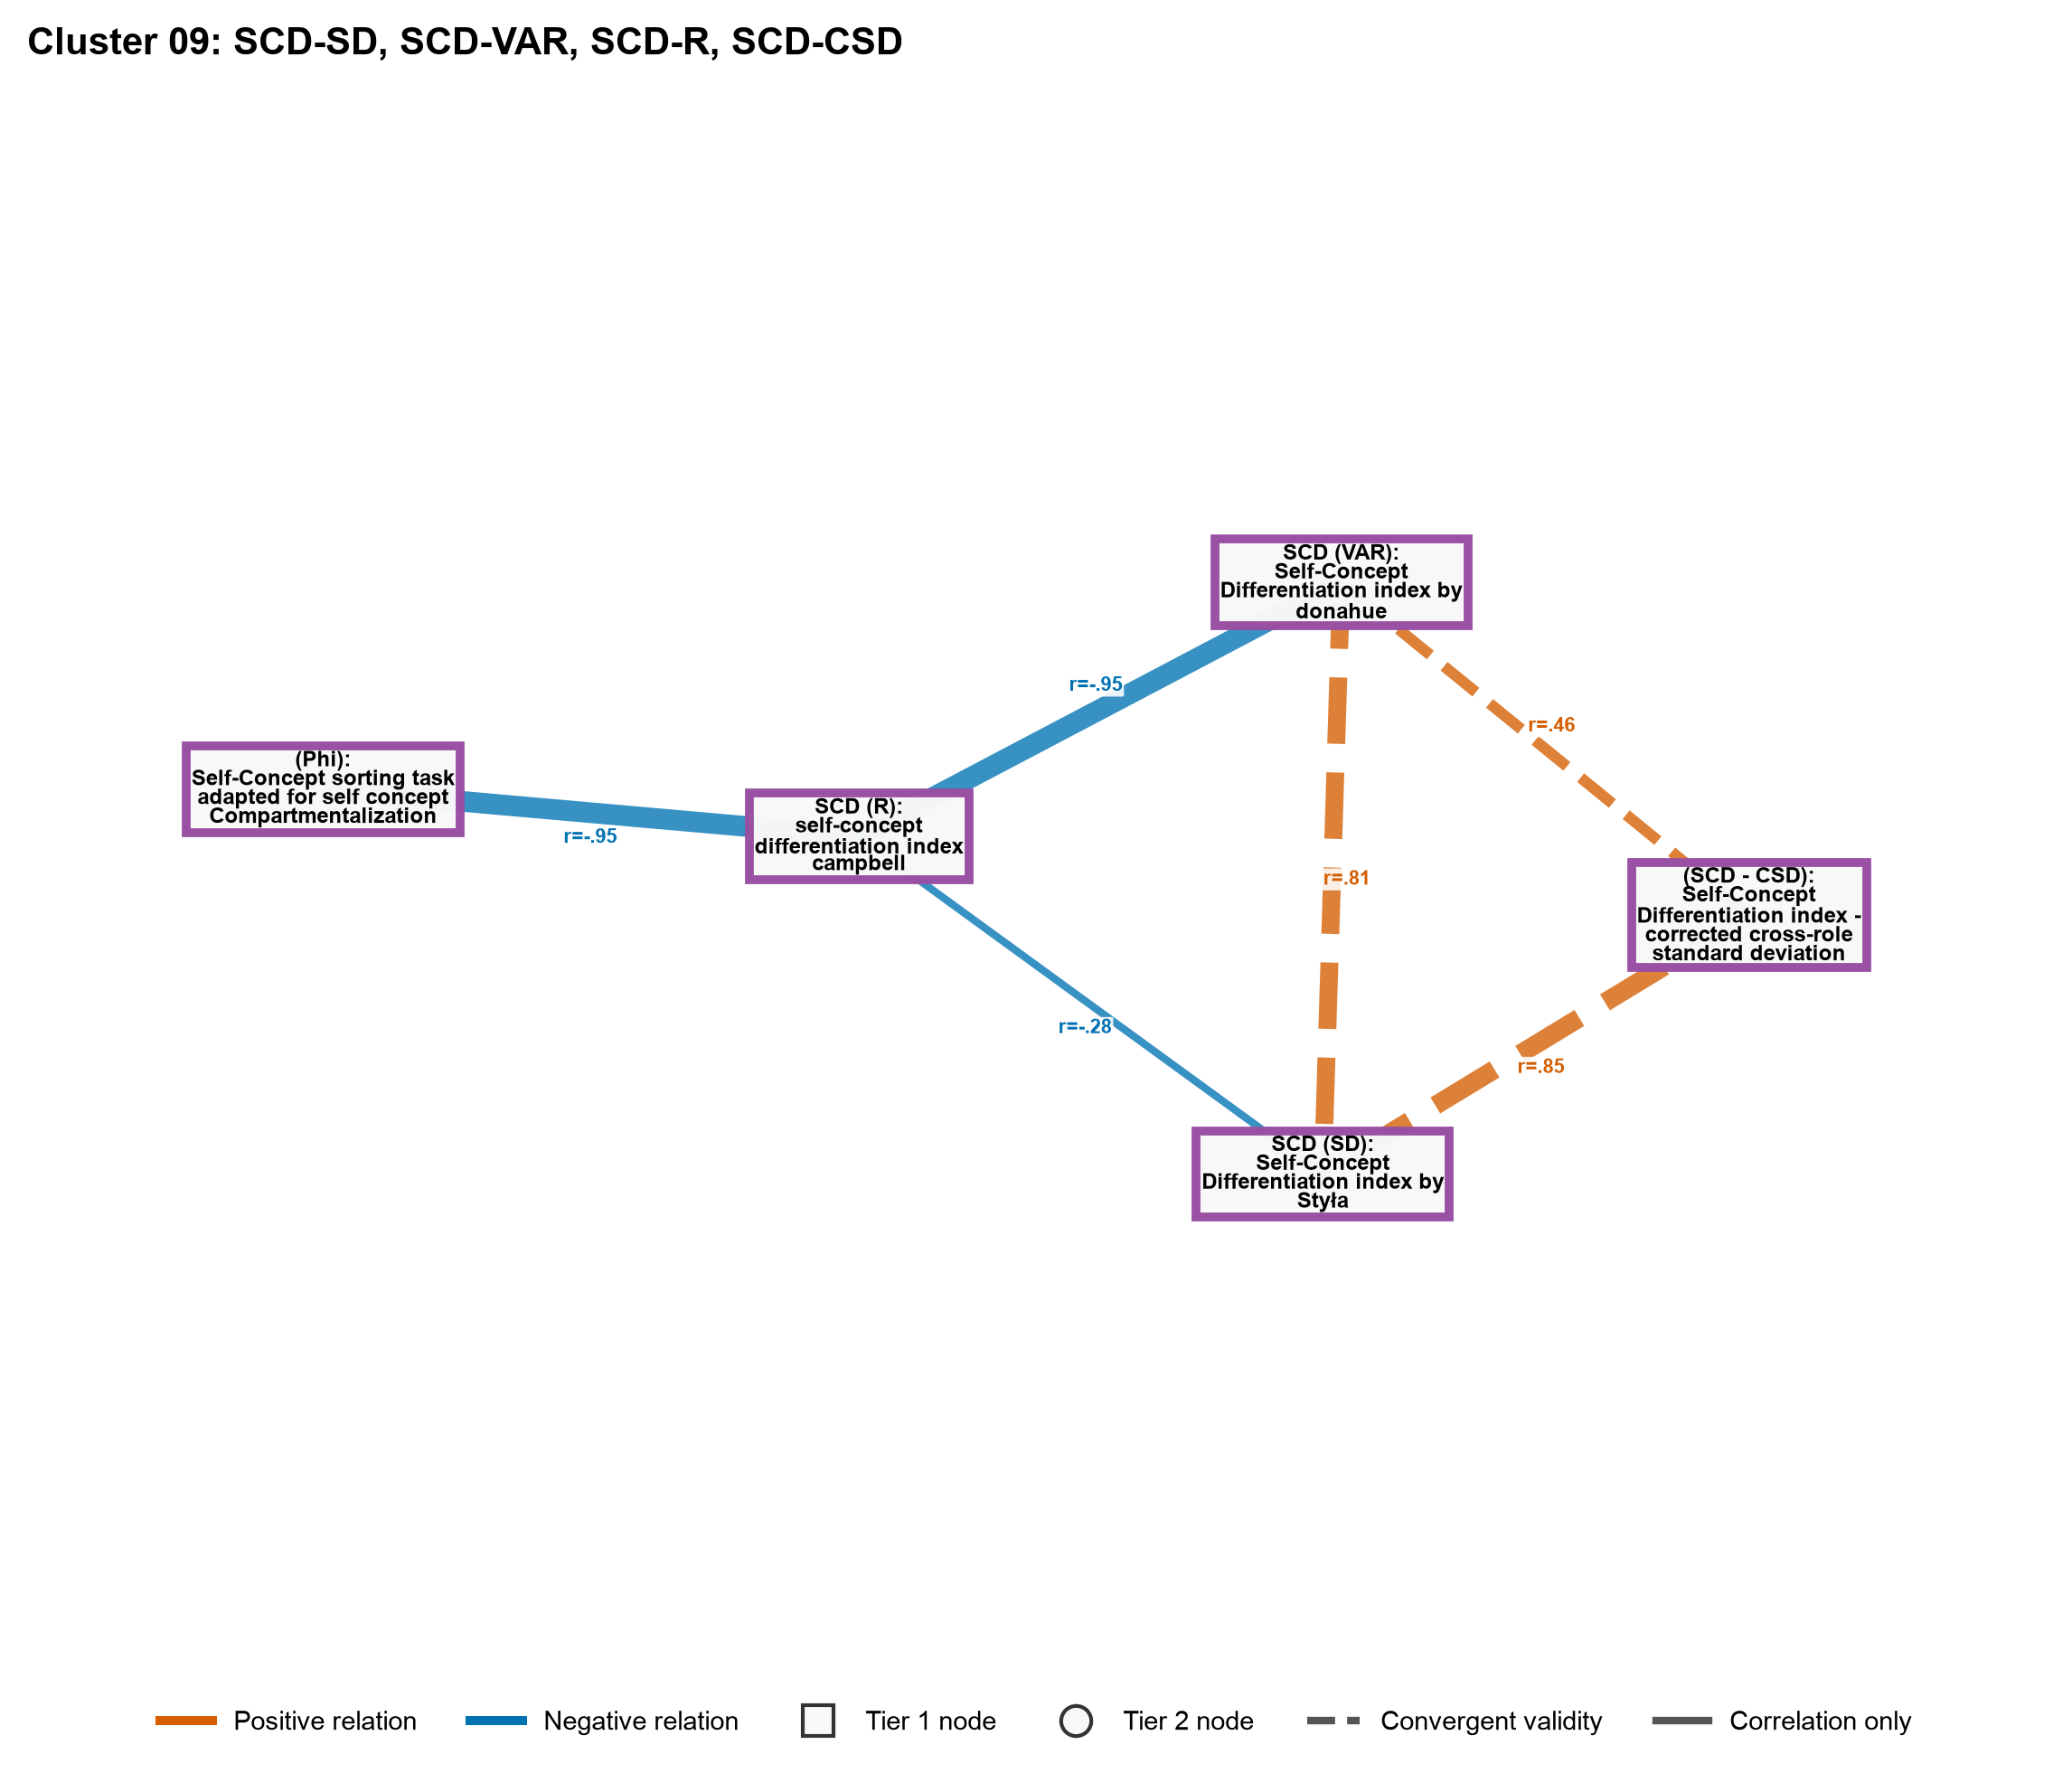 Cluster 09: SCD-SD, SCD-VAR, SCD-R, SCD-CSD
SCD (VAR):
Self-Concept
Differentiation index by
donahue
r=-.95
r=.46
(Phi):
Self-Concept sorting task
adapted for self concept
Compartmentalization
r=-.95
SCD (R):
self-concept
differentiation index
campbell
r=.81
(SCD - CSD):
Self-Concept
Differentiation index -
corrected cross-role
standard deviation
r=-.28
r=.85
SCD (SD):
Self-Concept
Differentiation index by
Styła
Positive relation
Negative relation
Tier 1 node
Tier 2 node
Convergent validity
Correlation only